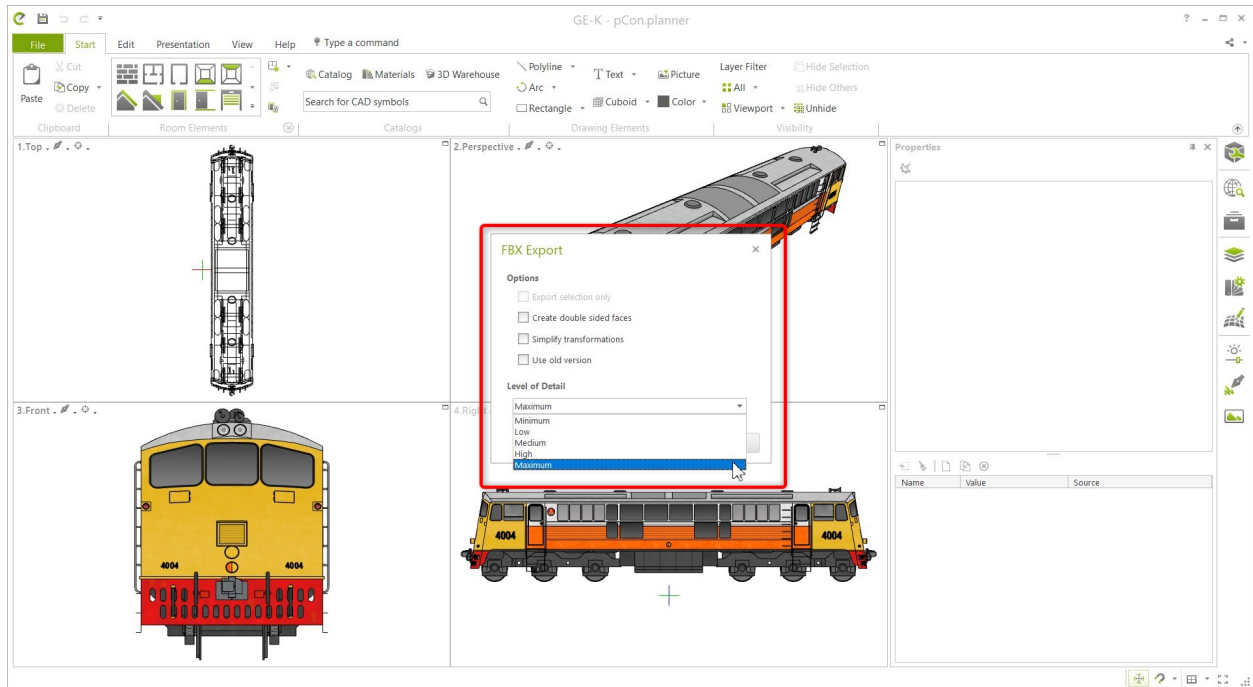 GE-K - pCon.planner
File Start Edit Presentation View Help Type a command
Cut
Copy
Delete
Paste
Clipboard
Room Elements
Catalog Materials 3D Warehouse
Search for CAD symbols
Catalogs
Polyline Text Picture
Arc
Rectangle Cuboid Color
Drawing Elements
Layer Filter Hide Selection
All Hide Others
Viewport Unhide
Visibility
1.Top
2.Perspective
Properties
FBX Export
Options
Export selection only
Create double sided faces
Simplify transformations
Use old version
Level of Detail
Maximum
Minimum
Low
Medium
High
Maximum
3.Front
4.Right
Name Value Source
4004 4004
4004 4004